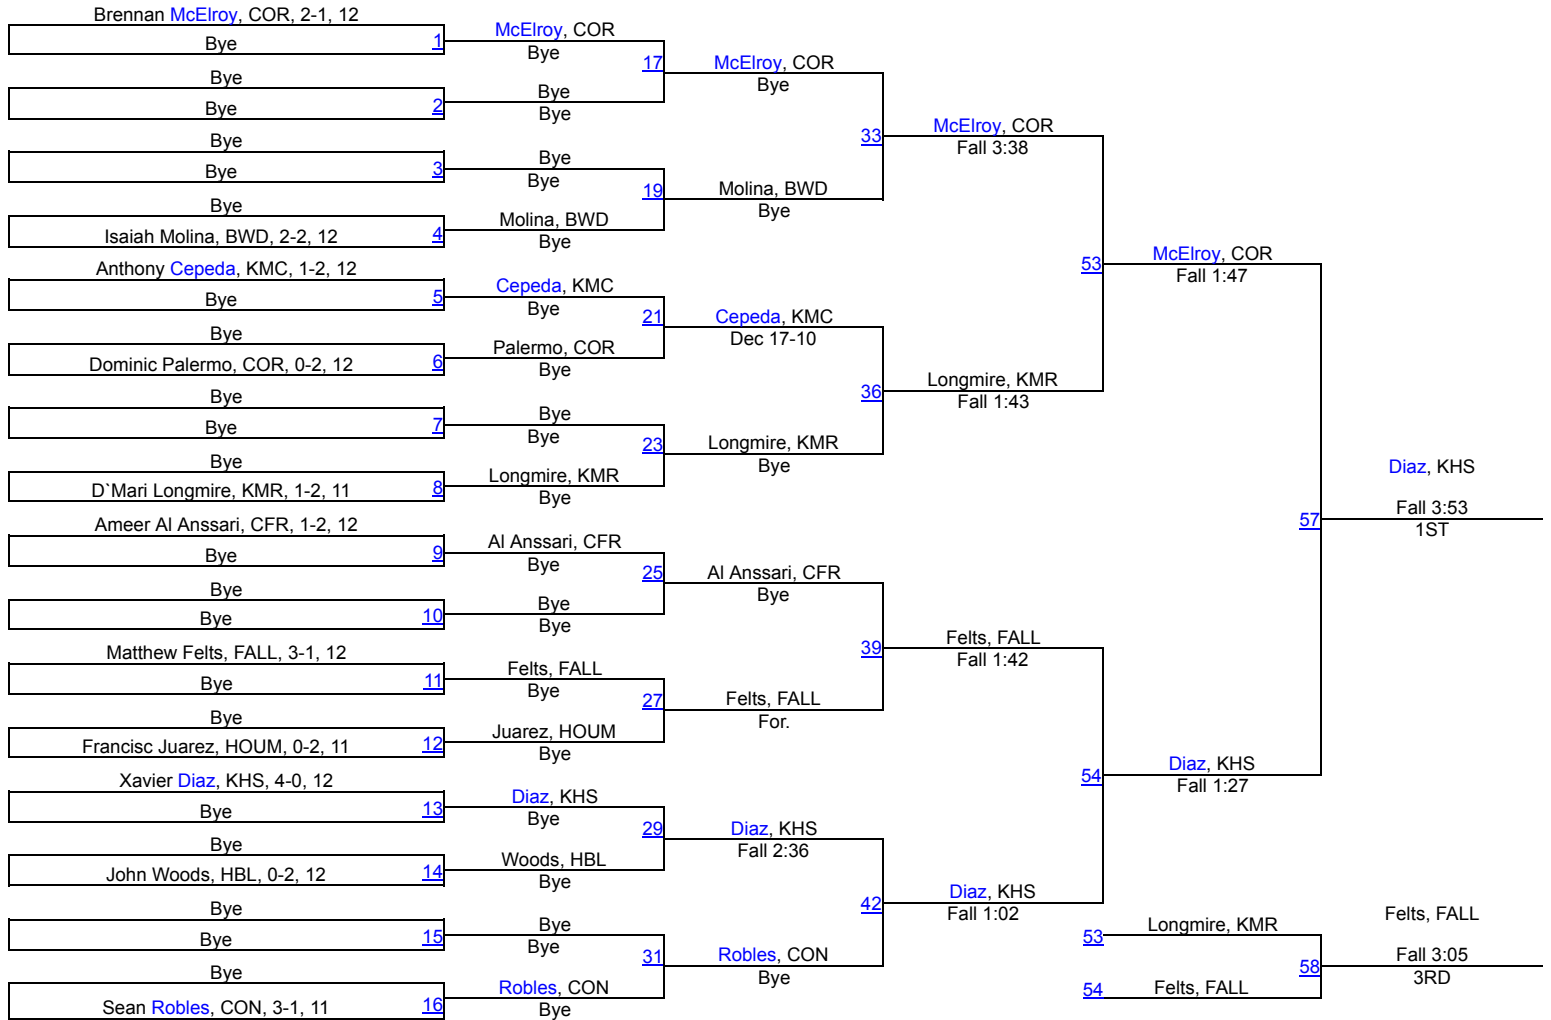 Brennan McElroy, COR, 2-1, 12
Bye
1
Bye
Bye
2
Bye
Bye
3
Bye
Isaiah Molina, BWD, 2-2, 12
4
Anthony Cepeda, KMC, 1-2, 12
Bye
5
Bye
Dominic Palermo, COR, 0-2, 12
6
Bye
Bye
7
Bye
D`Mari Longmire, KMR, 1-2, 11
8
Ameer Al Anssari, CFR, 1-2, 12
Bye
9
Bye
Bye
10
Matthew Felts, FALL, 3-1, 12
Bye
11
Bye
Francisc Juarez, HOUM, 0-2, 11
12
Xavier Diaz, KHS, 4-0, 12
Bye
13
Bye
John Woods, HBL, 0-2, 12
14
Bye
Bye
15
Bye
Sean Robles, CON, 3-1, 11
16
McElroy, COR
Bye
17
Bye
Bye
Bye
Bye
19
Molina, BWD
Bye
Cepeda, KMC
Bye
21
Palermo, COR
Bye
Bye
Bye
23
Longmire, KMR
Bye
Al Anssari, CFR
Bye
25
Bye
Bye
Felts, FALL
Bye
27
Juarez, HOUM
Bye
Diaz, KHS
Bye
29
Woods, HBL
Bye
Bye
Bye
31
Robles, CON
Bye
McElroy, COR
Bye
33
Molina, BWD
Bye
Cepeda, KMC
Dec 17-10
36
Longmire, KMR
Bye
Al Anssari, CFR
Bye
39
Felts, FALL
For.
Diaz, KHS
Fall 2:36
42
Robles, CON
Bye
McElroy, COR
Fall 3:38
53
Longmire, KMR
Fall 1:43
Felts, FALL
Fall 1:42
54
Diaz, KHS
Fall 1:02
McElroy, COR
Fall 1:47
57
Diaz, KHS
Fall 1:27
Diaz, KHS
Fall 3:53
1ST
53
Longmire, KMR
58
54
Felts, FALL
Felts, FALL
Fall 3:05
3RD